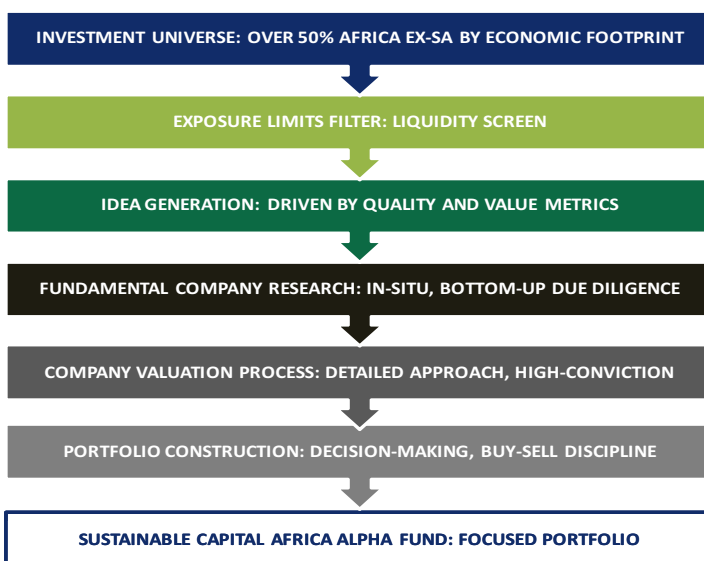 INVESTMENT UNIVERSE: OVER 50% AFRICA EX-SA BY ECONOMIC FOOTPRINT
EXPOSURE LIMITS FILTER: LIQUIDITY SCREEN
IDEA GENERATION: DRIVEN BY QUALITY AND VALUE METRICS
FUNDAMENTAL COMPANY RESEARCH: IN-SITU, BOTTOM-UP DUE DILIGENCE
COMPANY VALUATION PROCESS: DETAILED APPROACH, HIGH-CONVICTION
PORTFOLIO CONSTRUCTION: DECISION-MAKING, BUY-SELL DISCIPLINE
SUSTAINABLE CAPITAL AFRICA ALPHA FUND: FOCUSED PORTFOLIO